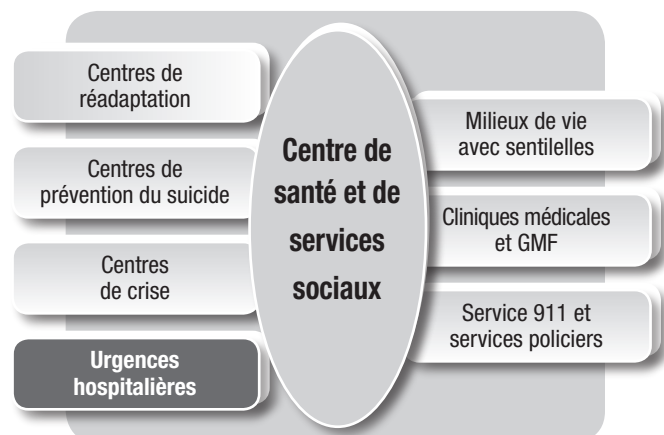 Centres de
réadaptation
Centres de
prévention du suicide
Centres
de crise
Urgences
hospitalières
Centre de
santé et de
services
sociaux
Milieux de vie
avec sentilelles
Cliniques médicales
et GMF
Service 911 et
services policiers